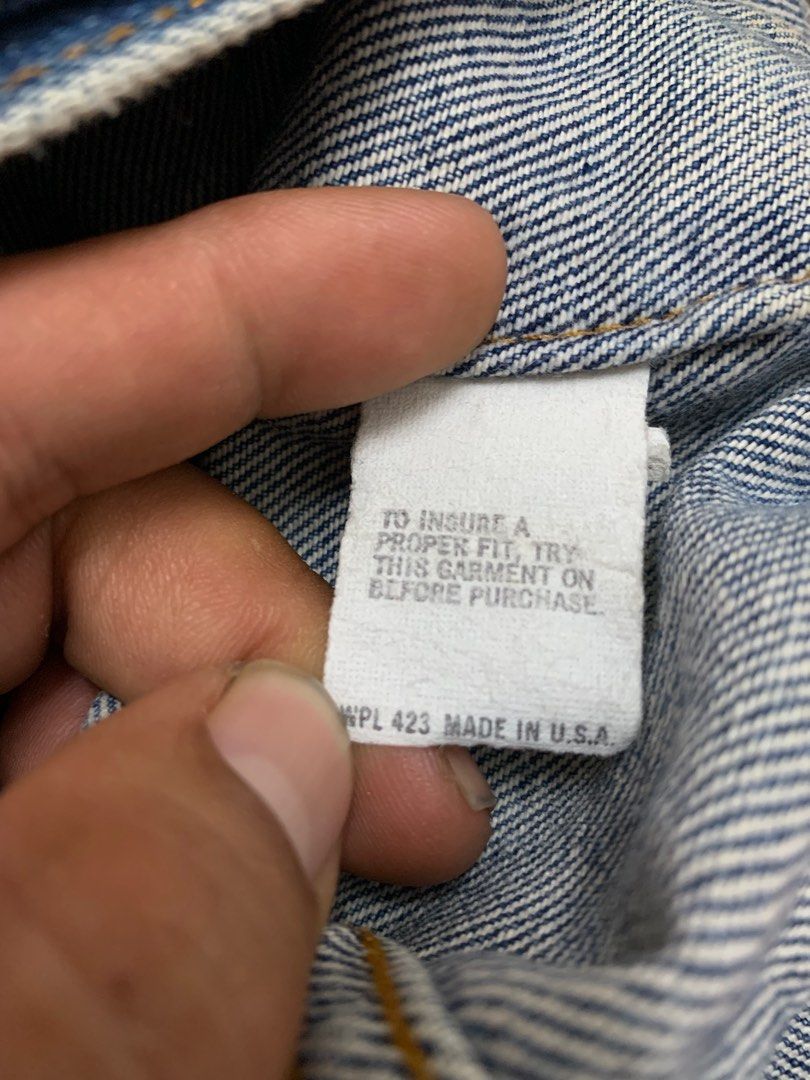 TO INSURE A
PROPER FIT, TRY
THIS GARMENT ON
BEFORE PURCHASE.
WPL 423 MADE IN U.S.A.